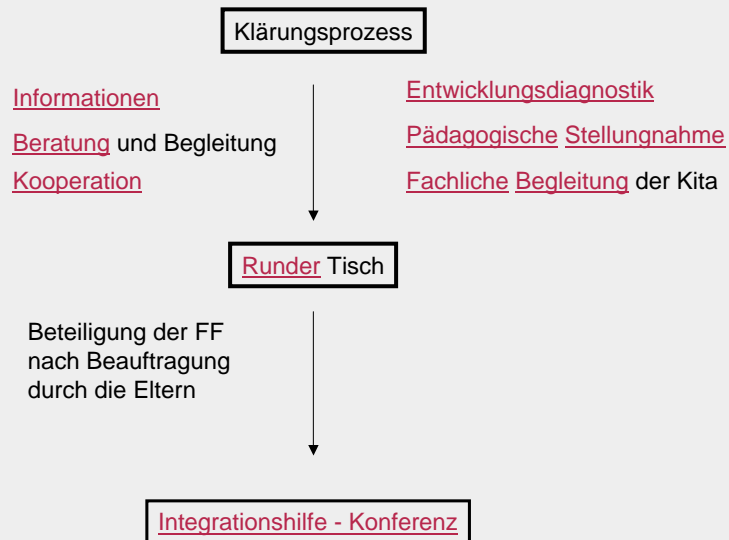 Klärungsprozess
Informationen
Beratung und Begleitung
Kooperation
Entwicklungsdiagnostik
Pädagogische Stellungnahme
Fachliche Begleitung der Kita
Runder Tisch
Beteiligung der FF
nach Beauftragung
durch die Eltern
Integrationshilfe - Konferenz